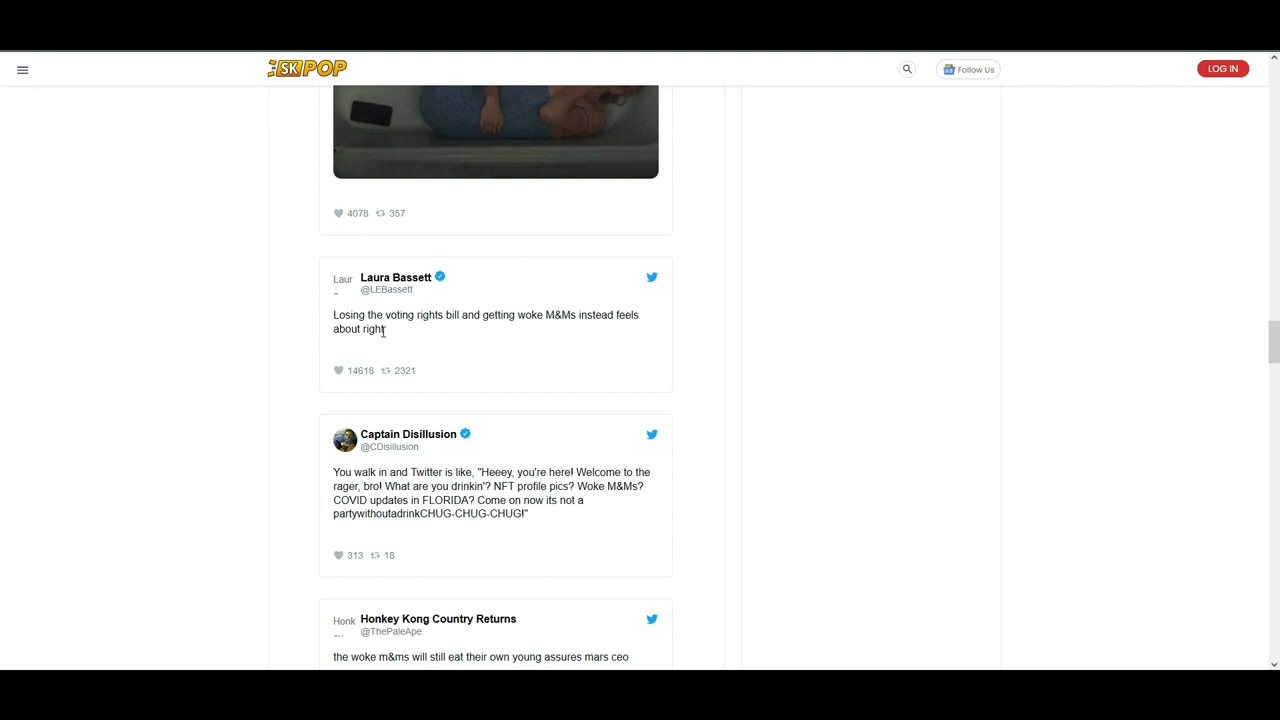 SK POP
Follow Us
LOG IN
4078 357
Laur
Laura Bassett
@LEBassett
Losing the voting rights bill and getting woke M&Ms instead feels
about right
14618 2321
Captain Disillusion
@CDisillusion
You walk in and Twitter is like, "Heeey, you're here! Welcome to the
rager, bro! What are you drinkin'? NFT profile pics? Woke M&Ms?
COVID updates in FLORIDA? Come on now its not a
partywithoutadrinkCHUG-CHUG-CHUG!"
313 18
Honk
Honkey Kong Country Returns
@ThePaleApe
the woke m&ms will still eat their own young assures mars ceo